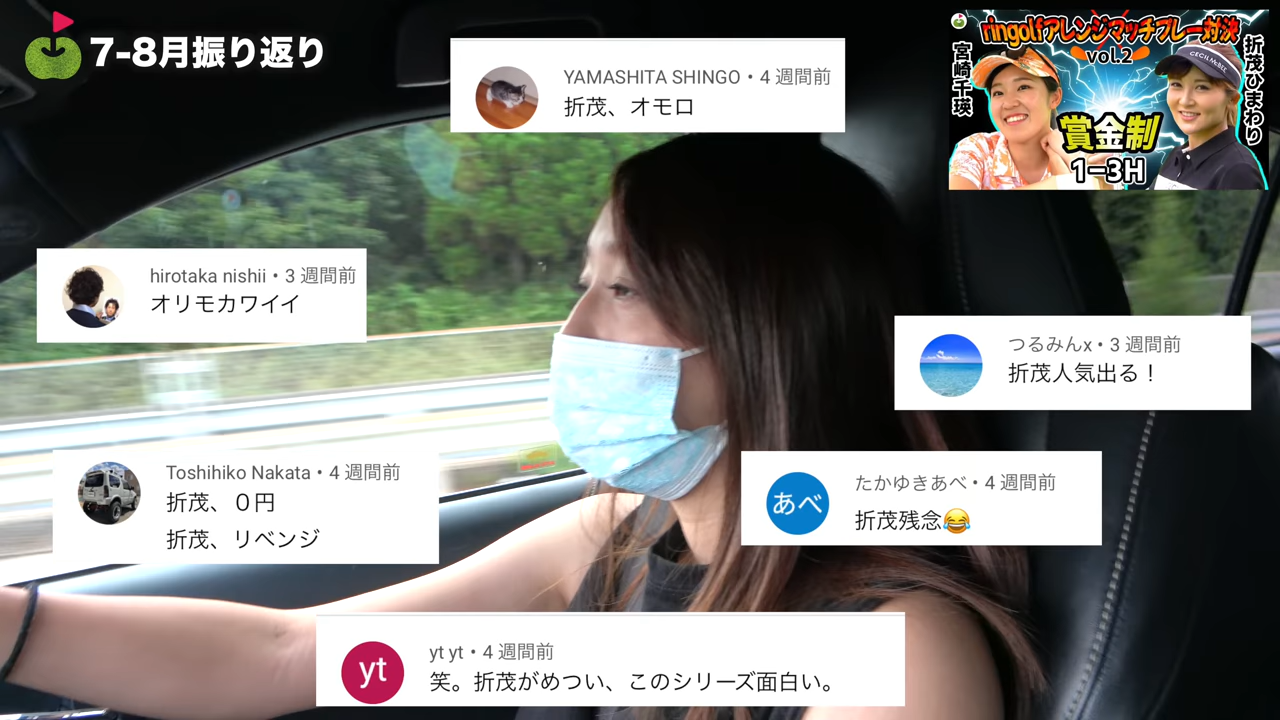 7-8月振り返り
YAMASHITA SHINGO・4 週間前
折茂、オモロ
ringolfアレンジマッチプレー対決
vol.2
宮崎千瑛
折茂ひまわり
CECIL McBEE
賞金制
1-3H
hirotaka nishii・3 週間前
オリモカワイイ
つるみんx・3 週間前
折茂人気出る！
Toshihiko Nakata・4 週間前
折茂、０円
折茂、リベンジ
あべ
たかゆきあべ・4 週間前
折茂残念😂
yt
yt yt・4 週間前
笑。折茂がめつい、このシリーズ面白い。